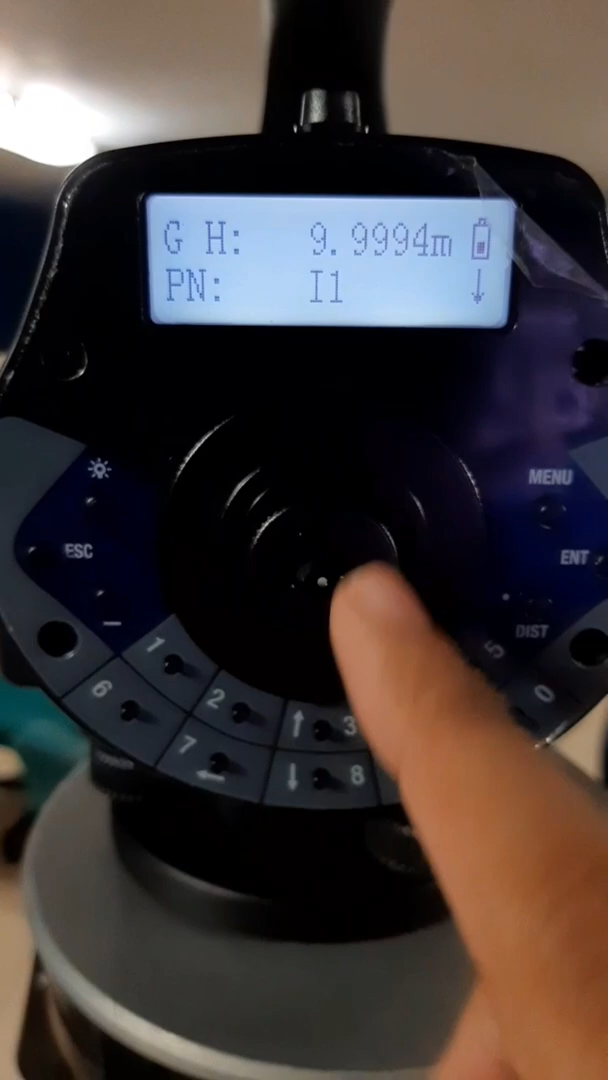 G H: 9.9994m
PN: I1 ↓
MENU
ESC
ENT
DIST
1
2
↑ 3
5
6
7
↓ 8
0